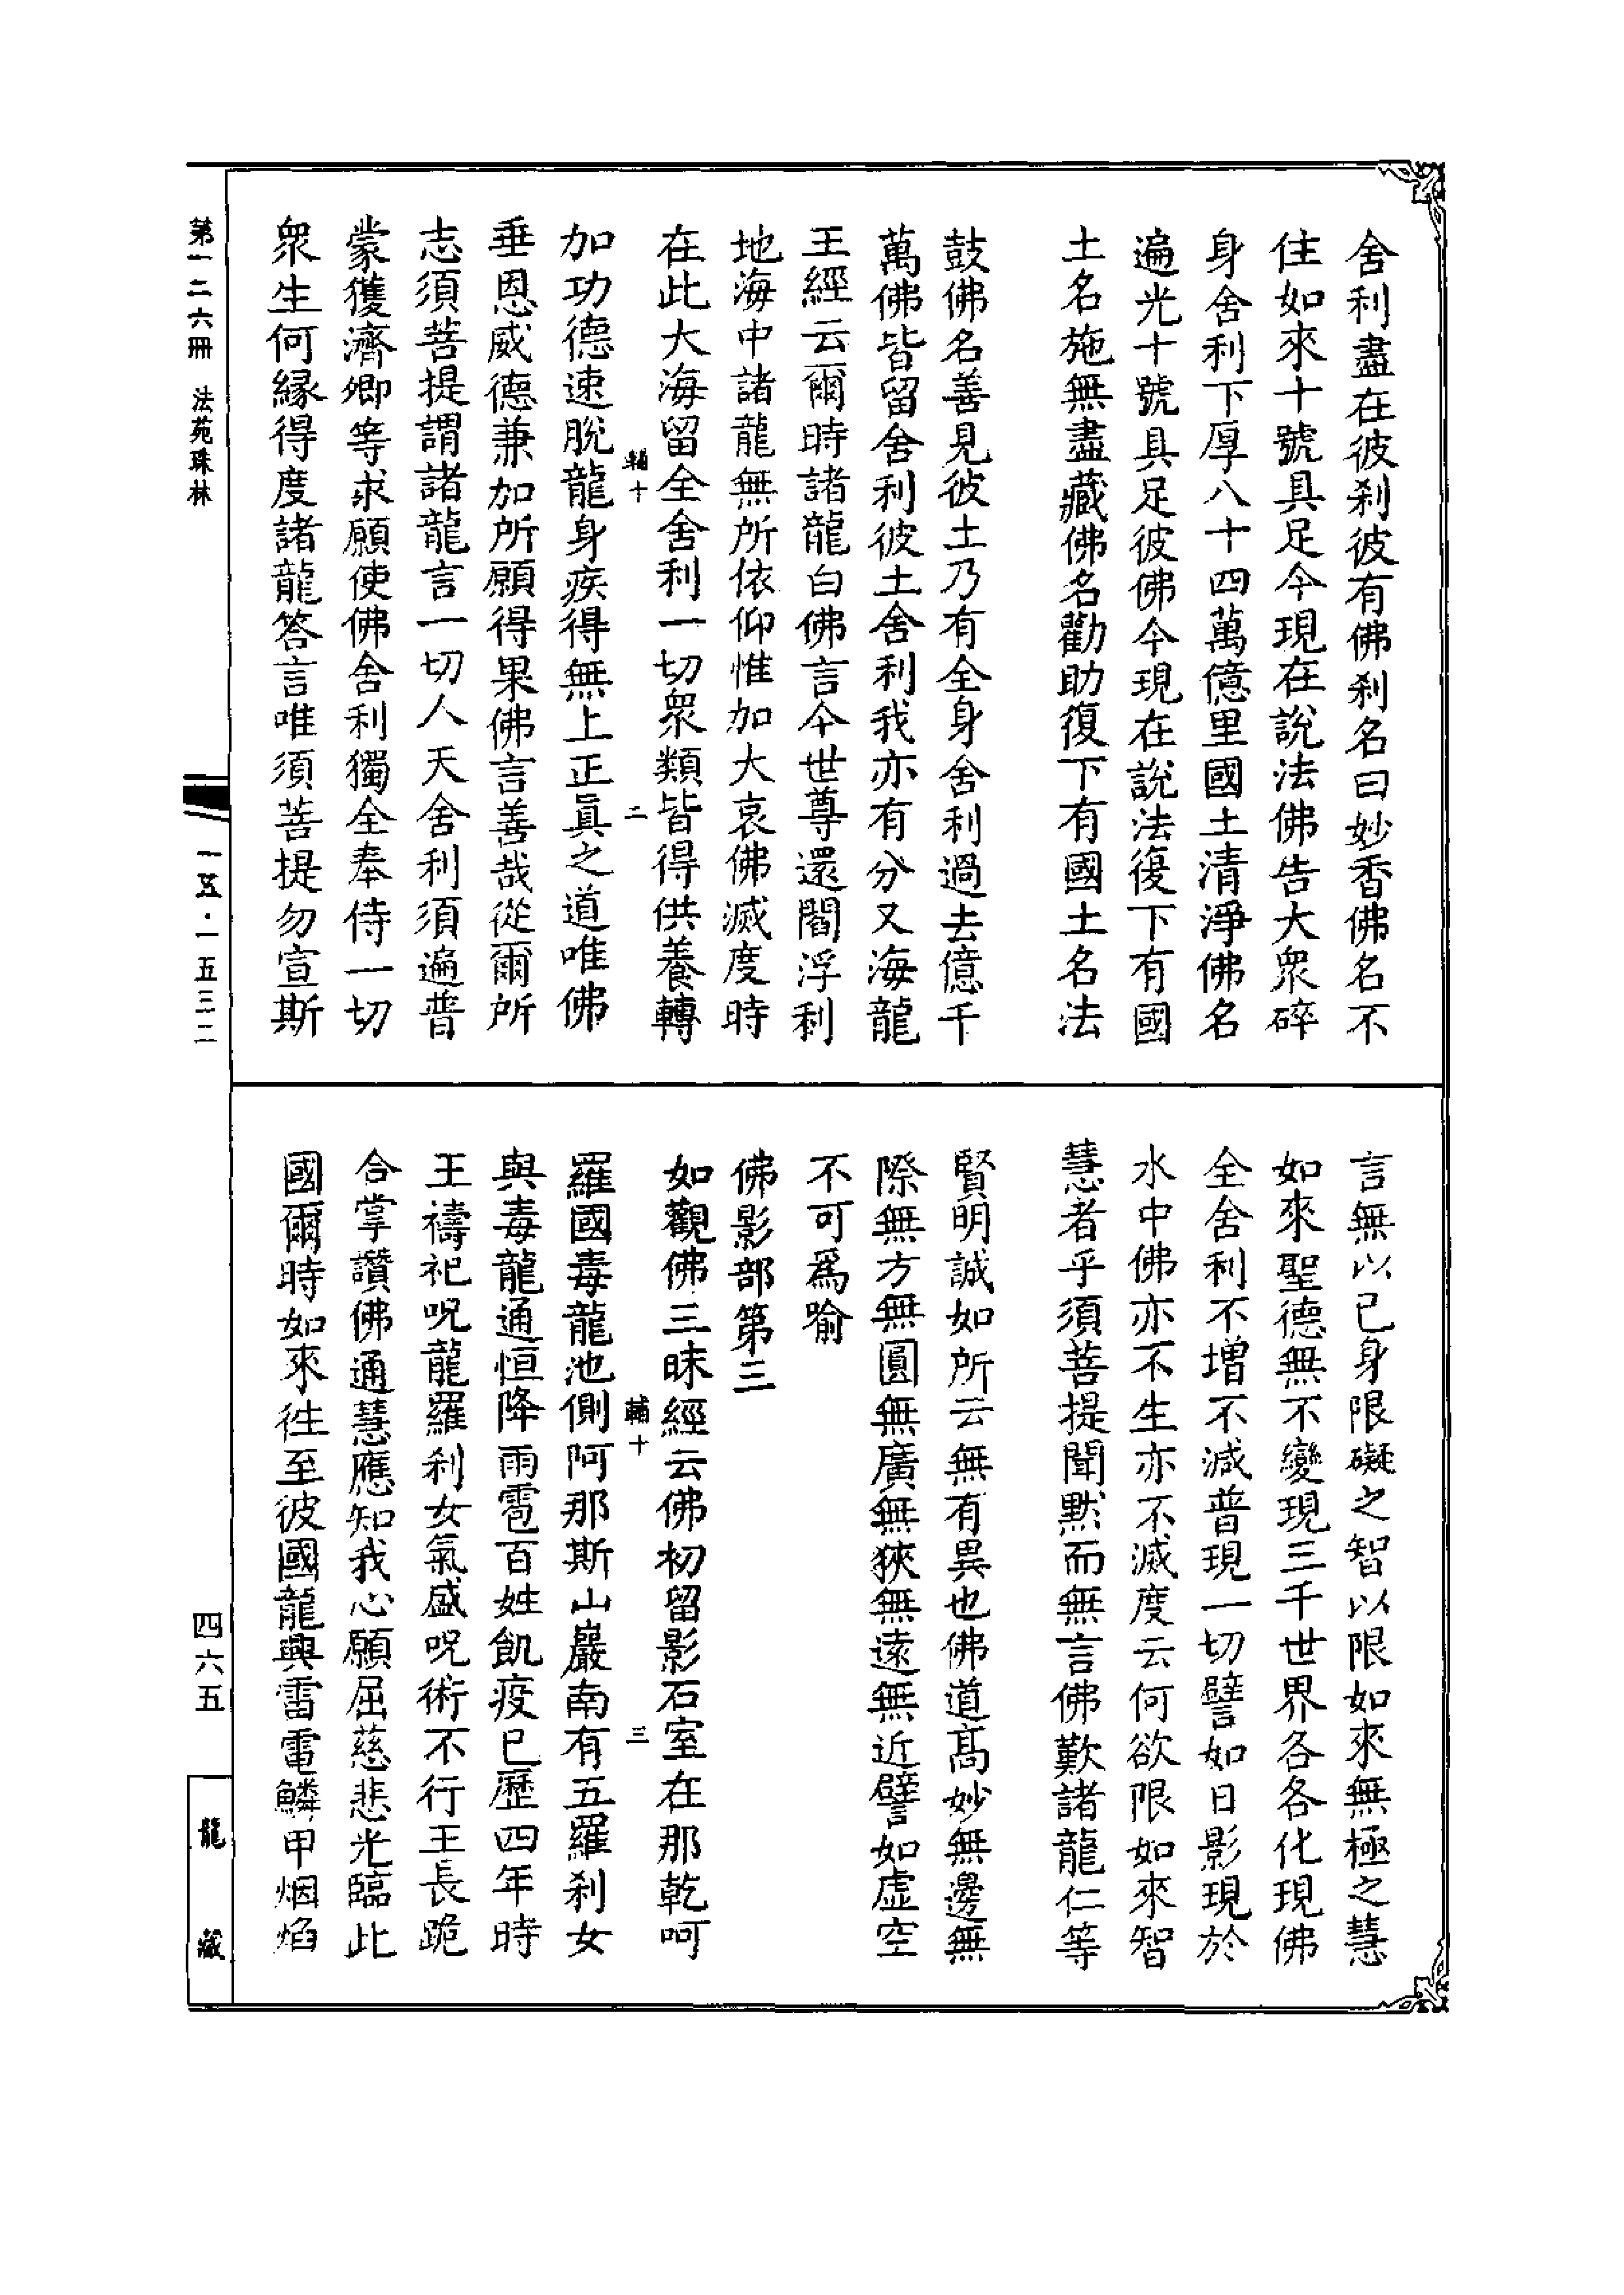 舍利盡在彼刹彼有佛刹名曰妙香佛名不
住如來十號具足今現在說法佛告大衆碎
身舍利下厚八十四萬億里國土清淨佛名
遍光十號具足彼佛今現在說法復下有國
土名施無盡藏佛名勸助復下有國土名法
鼓佛名善見彼土乃有全身舍利過去億千
萬佛皆留舍利彼土舍利我亦有分又海龍
王經云爾時諸龍白佛言今世尊還閻浮利
地海中諸龍無所依仰惟加大哀佛滅度時
在此大海留全舍利一切衆類皆得供養轉
輔十 二
加功德速脫龍身疾得無上正眞之道唯佛
垂恩威德兼加所願得果佛言善哉從爾所
志須菩提謂諸龍言一切人天舍利須遍普
蒙獲濟卿等求願使佛舍利獨全奉侍一切
衆生何緣得度諸龍答言唯須菩提勿宣斯
言無以已身限礙之智以限如來無極之慧
如來聖德無不變現三千世界各各化現佛
全舍利不增不減普現一切譬如日影現於
水中佛亦不生亦不滅度云何欲限如來智
慧者乎須菩提聞默而無言佛歎諸龍仁等
賢明誠如所云無有異也佛道高妙無邊無
際無方無圓無廣無狹無遠無近譬如虛空
不可爲喻
佛影部第三
如觀佛三昧經云佛初留影石室在那乾呵
輔十 三
羅國毒龍池側阿那斯山巖南有五羅刹女
與毒龍通恒降雨雹百姓飢疫已歷四年時
王禱祀呪龍羅刹女氣盛呪術不行王長跪
合掌讚佛通慧應知我心願屈慈悲光臨此
國爾時如來徃至彼國龍興雷電鱗甲烟焰
第一二六冊 法苑珠林
一五五·一五三二
四六五
龍藏